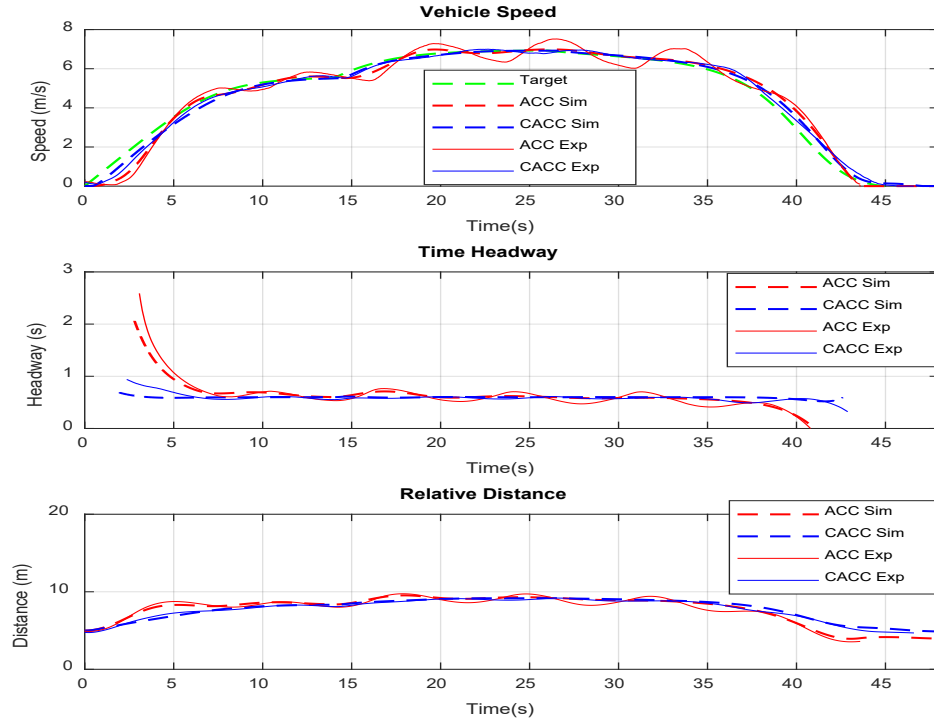 Vehicle Speed
8
6
4
2
0
Speed (m/s)
Target
ACC Sim
CACC Sim
ACC Exp
CACC Exp
0 5 10 15 20 25 30 35 40 45
Time(s)
Time Headway
3
2
1
0
Headway (s)
ACC Sim
CACC Sim
ACC Exp
CACC Exp
0 5 10 15 20 25 30 35 40 45
Time(s)
Relative Distance
20
10
0
Distance (m)
ACC Sim
CACC Sim
ACC Exp
CACC Exp
0 5 10 15 20 25 30 35 40 45
Time(s)